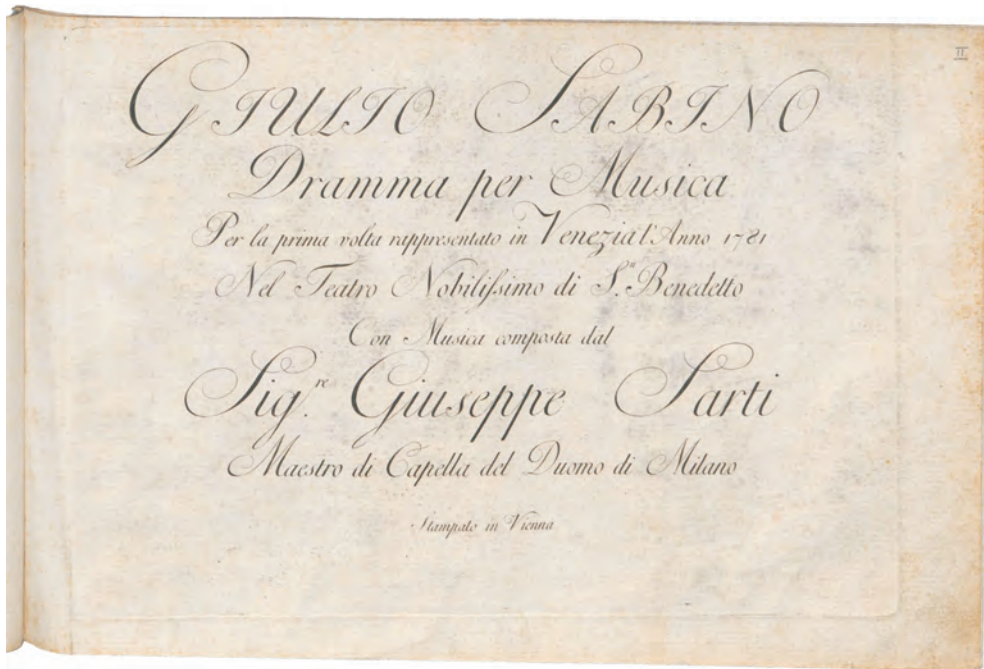 II
GIULIO SABINO
Dramma per Musica
Per la prima volta rappresentato in Venezia l'Anno 1781
Nel Teatro Nobilissimo di S.n Benedetto
Con Musica composta dal
Sig.re Giuseppe Sarti
Maestro di Capella del Duomo di Milano
Stampato in Vienna